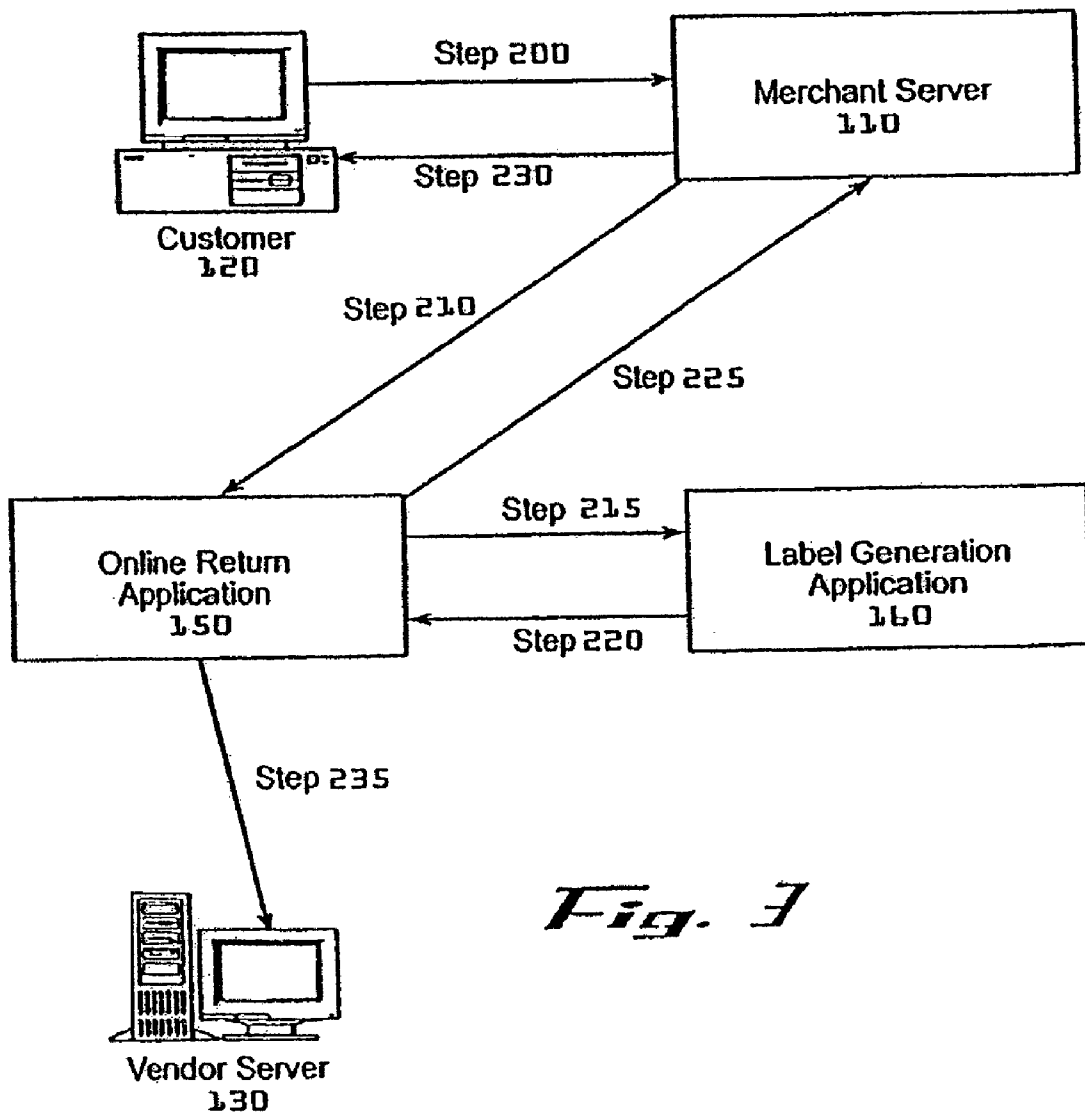 Step 200
Merchant Server
110
Step 230
Customer
120
Step 210
Step 225
Step 215
Online Return
Application
150
Label Generation
Application
160
Step 220
Step 235
Fig. 3
Vendor Server
130